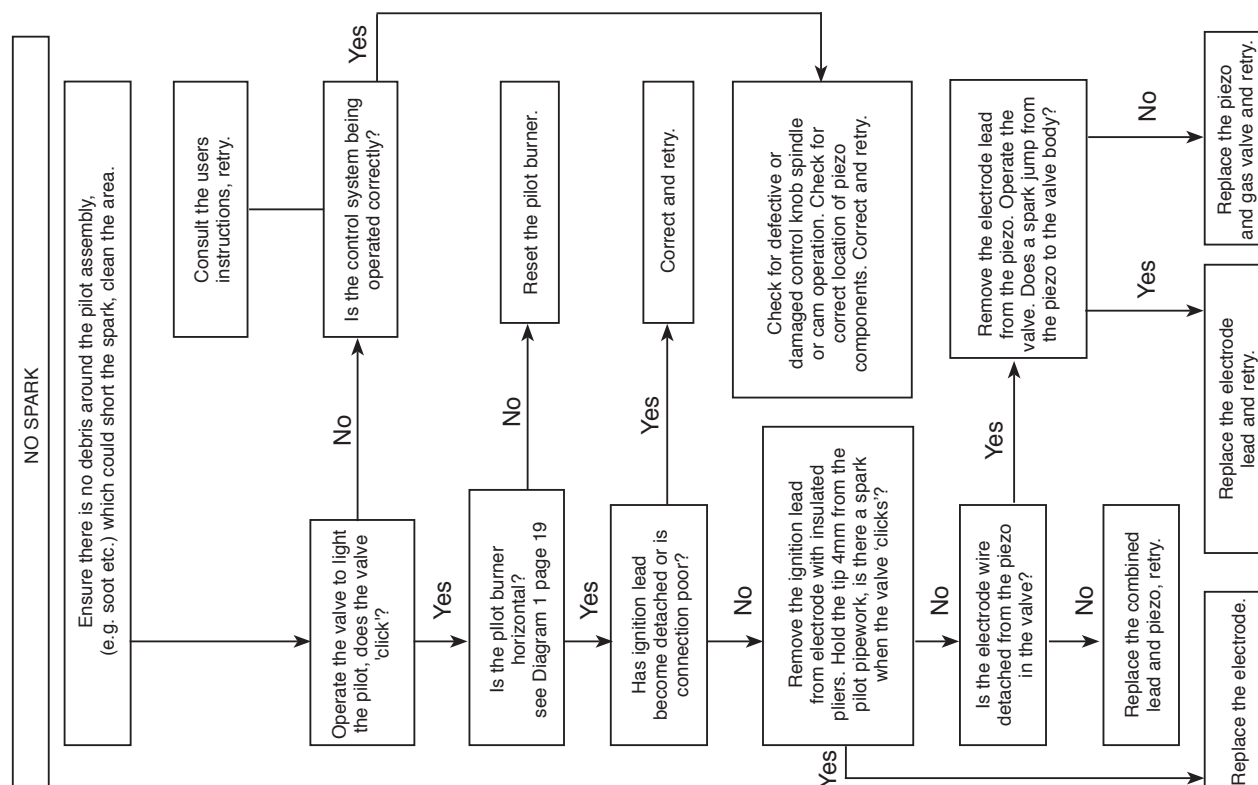 NO SPARK
Ensure there is no debris around the pilot assembly,
(e.g. soot etc.) which could short the spark, clean the area.
Consult the users
instructions, retry.
Operate the valve to light
the pilot, does the valve
'click'?
No
Is the control system being
operated correctly?
Yes
Yes
Is the pilot burner
horizontal?
see Diagram 1 page 19
No
Reset the pilot burner.
Yes
Has ignition lead
become detached or is
connection poor?
Yes
Correct and retry.
No
Check for defective or
damaged control knob spindle
or cam operation. Check for
correct location of piezo
components. Correct and retry.
Remove the ignition lead
from electrode with insulated
pliers. Hold the tip 4mm from the
pilot pipework, is there a spark
when the valve 'clicks'?
Yes
No
Is the electrode wire
detached from the piezo
in the valve?
Yes
Remove the electrode lead
from the piezo. Operate the
valve. Does a spark jump from
the piezo to the valve body?
No
Replace the combined
lead and piezo, retry.
Yes
No
Replace the electrode.
Replace the electrode
lead and retry.
Replace the piezo
and gas valve and retry.